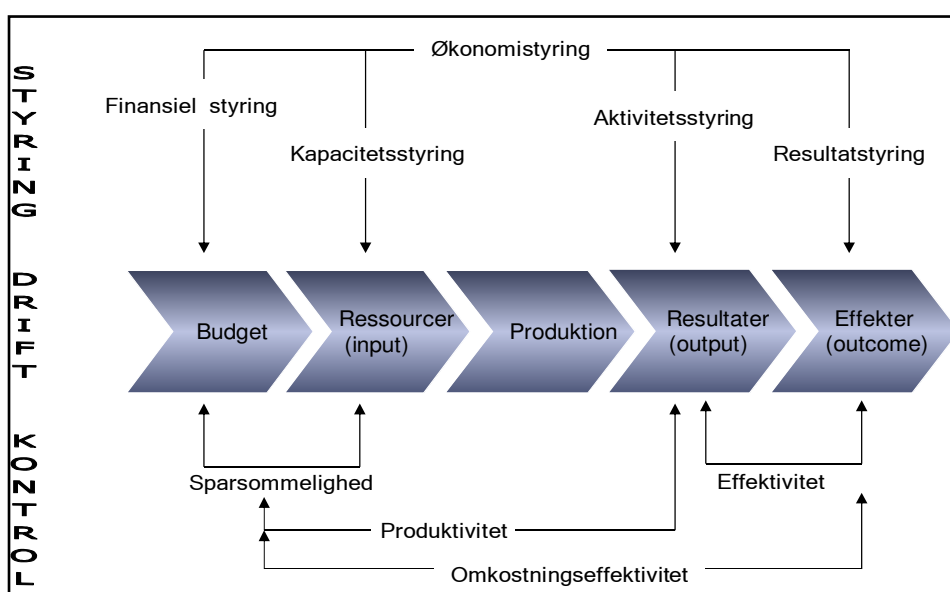 STYRING
Økonomistyring
Finansiel styring
Aktivitetsstyring
Kapacitetsstyring
Resultatstyring
DRIFT
Budget
Ressourcer
(input)
Produktion
Resultater
(output)
Effekter
(outcome)
KONTROL
Sparsommelighed
Effektivitet
Produktivitet
Omkostningseffektivitet